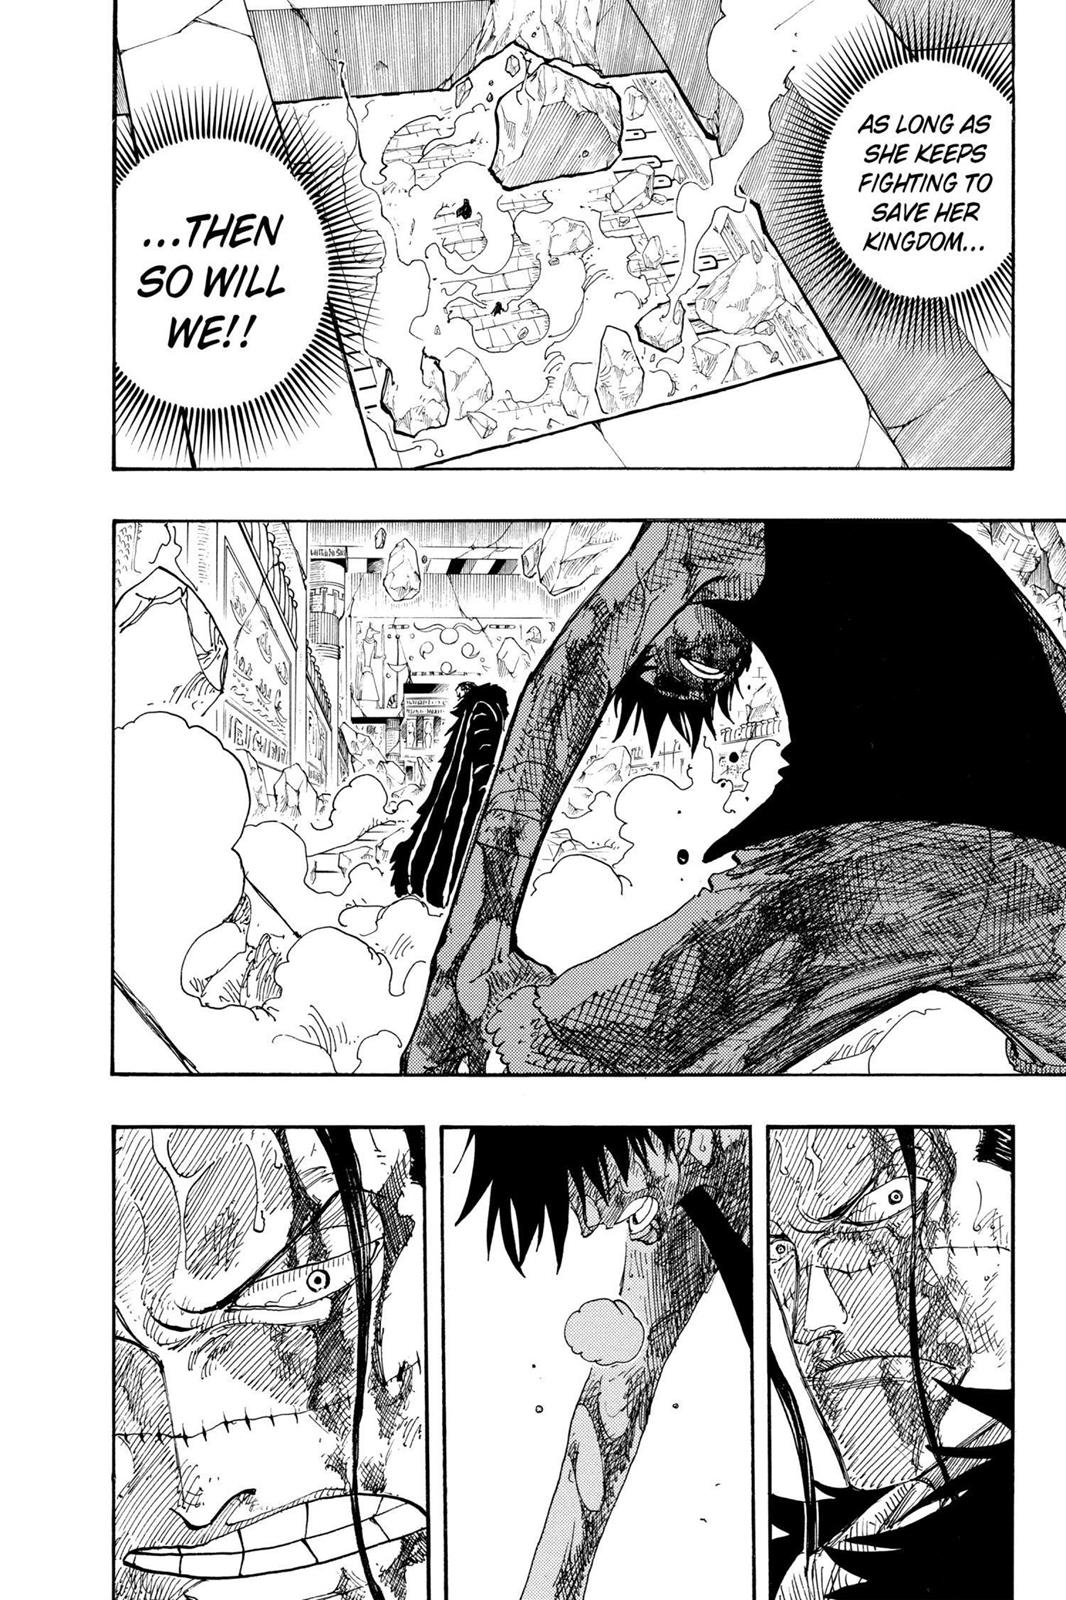 AS LONG AS
SHE KEEPS
FIGHTING TO
SAVE HER
KINGDOM...
...THEN
SO WILL
WE!!